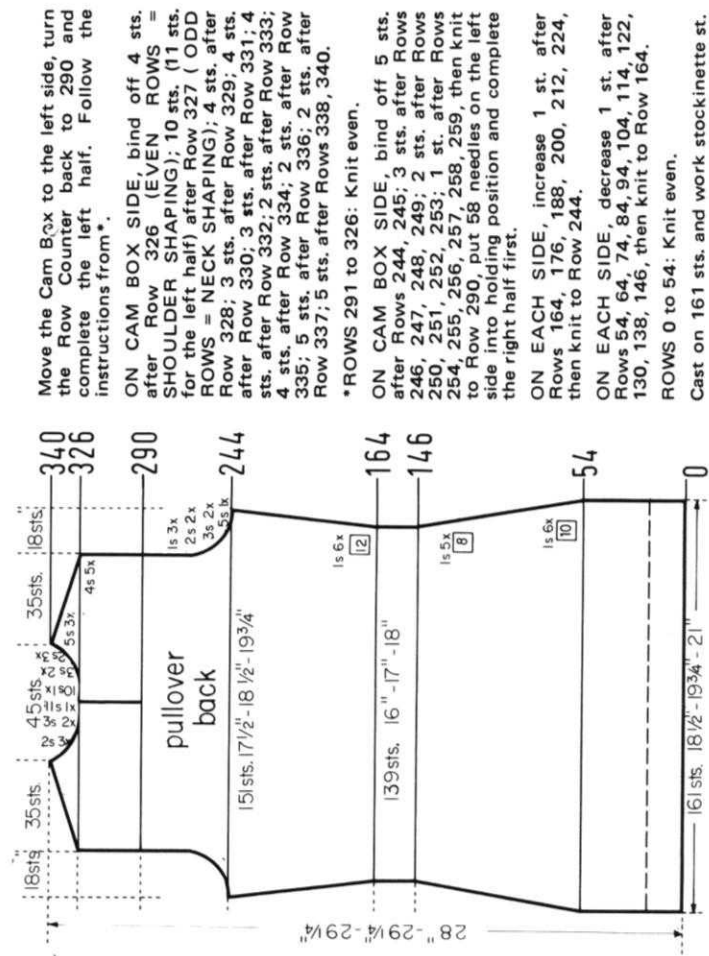 Move the Cam Box to the left side, turn
the Row Counter back to 290 and
complete the left half. Follow the
instructions from*.
ON CAM BOX SIDE, bind off 4 sts.
after Row 326 (EVEN ROWS =
SHOULDER SHAPING); 10 sts. (11 sts.
for the left half) after Row 327 ( ODD
ROWS = NECK SHAPING); 4 sts. after
Row 328; 3 sts. after Row 329; 4 sts.
after Row 330; 3 sts. after Row 331; 4
sts. after Row 332; 2 sts. after Row 333;
4 sts. after Row 334; 2 sts. after Row
335; 5 sts. after Row 336; 2 sts. after
Row 337; 5 sts. after Rows 338, 340.
*ROWS 291 to 326: Knit even.
ON CAM BOX SIDE, bind off 5 sts.
after Rows 244, 245; 3 sts. after Rows
246, 247, 248, 249; 2 sts. after Rows
250, 251, 252, 253; 1 st. after Rows
254, 255, 256, 257, 258, 259, then knit
to Row 290, put 58 needles on the left
side into holding position and complete
the right half first.
ON EACH SIDE, increase 1 st. after
Rows 164, 176, 188, 200, 212, 224,
then knit to Row 244.
ON EACH SIDE, decrease 1 st. after
Rows 54, 64, 74, 84, 94, 104, 114, 122,
130, 138, 146, then knit to Row 164.
ROWS 0 to 54: Knit even.
Cast on 161 sts. and work stockinette st.
18sts
35sts.
45sts.
35sts.
18sts.
340
326
290
244
164
146
54
0
2s 3x
3s 2x
11s 1x
10s 1x
3s 2x
2s 3x
5s 3x
4s 5x
1s 3x
2s 2x
3s 2x
5s 1x
pullover
back
151 sts. 17½"-18½"-19¾"
1s 6x
12
139 sts. 16"-17"-18"
1s 5x
8
1s 6x
10
161 sts. 18½"-19¾"-21"
28"-29¼"-29¼"